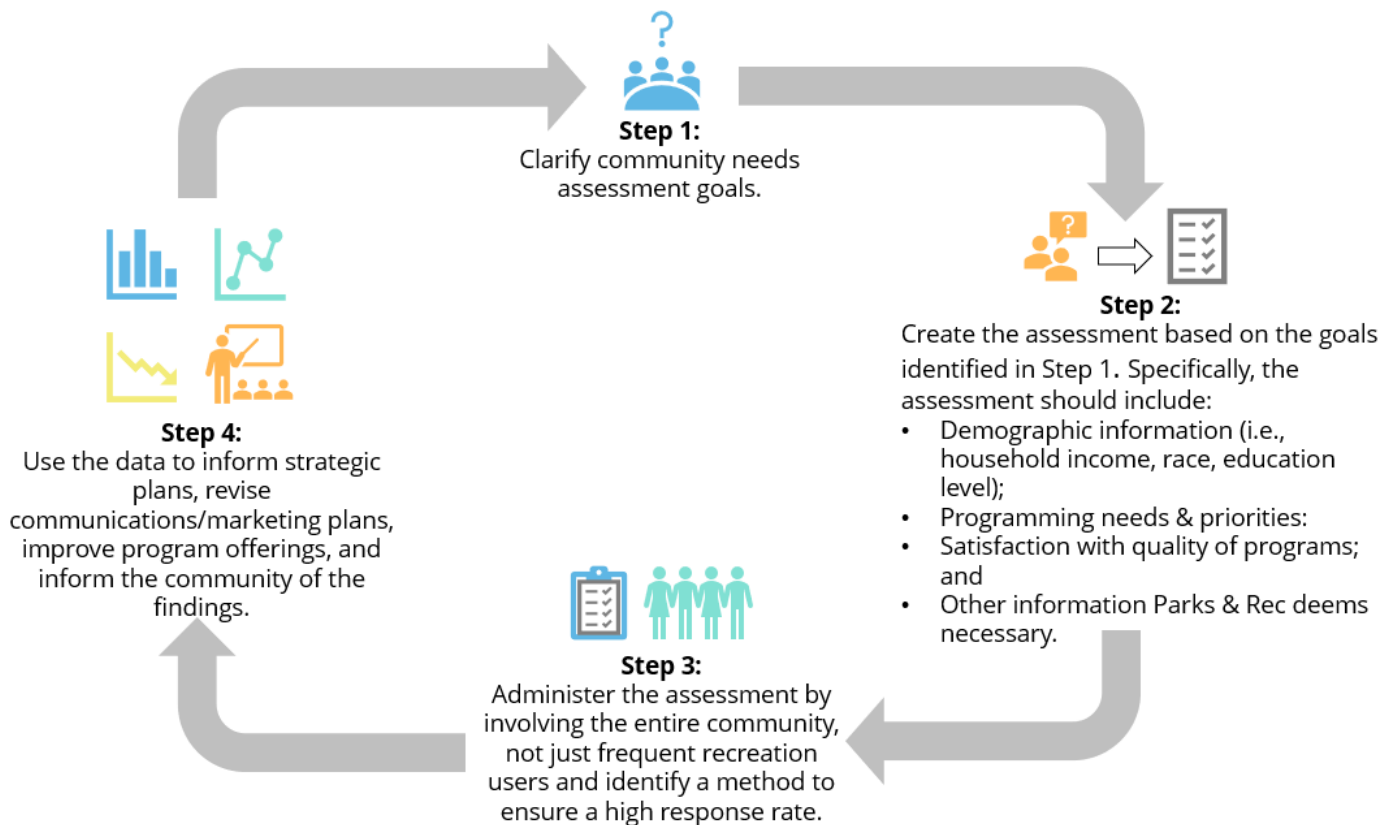 ?
Step 1:
Clarify community needs
assessment goals.
?
Step 2:
Create the assessment based on the goals
identified in Step 1. Specifically, the
assessment should include:
• Demographic information (i.e.,
household income, race, education
level);
• Programming needs & priorities:
• Satisfaction with quality of programs;
and
• Other information Parks & Rec deems
necessary.
Step 3:
Administer the assessment by
involving the entire community,
not just frequent recreation
users and identify a method to
ensure a high response rate.
Step 4:
Use the data to inform strategic
plans, revise
communications/marketing plans,
improve program offerings, and
inform the community of the
findings.